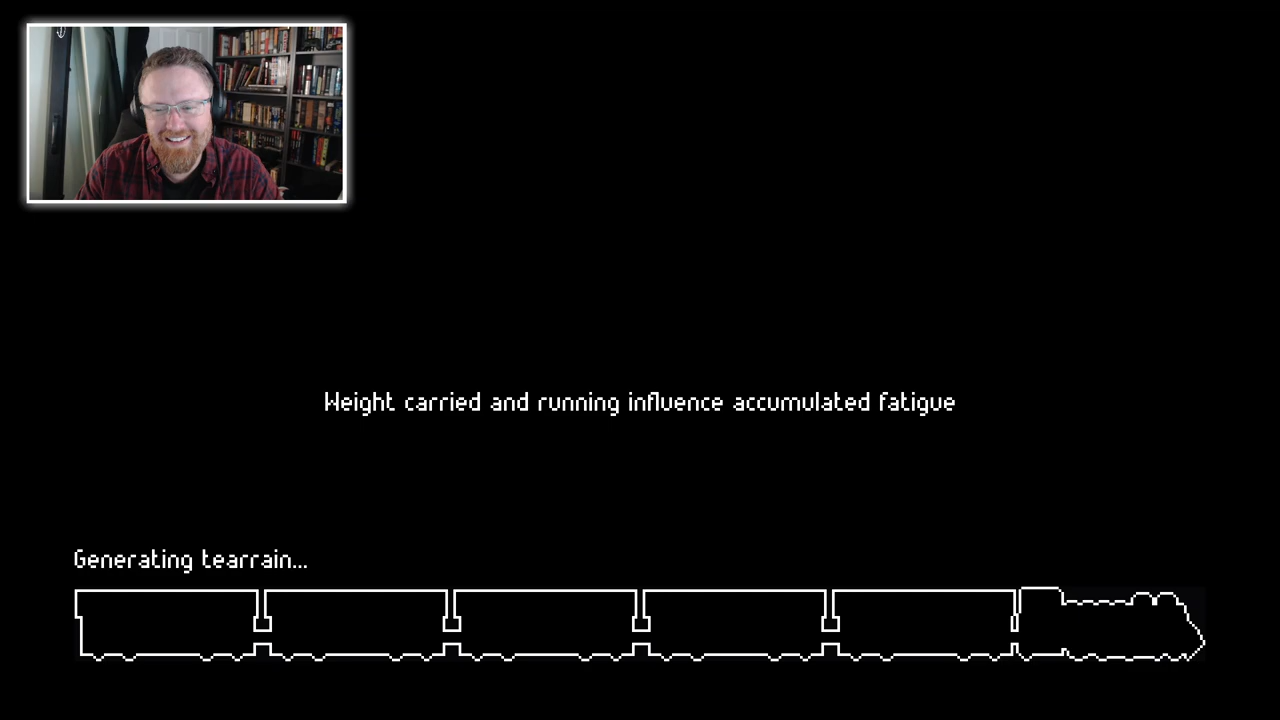 Weight carried and running influence accumulated fatigue
Generating tearrain...